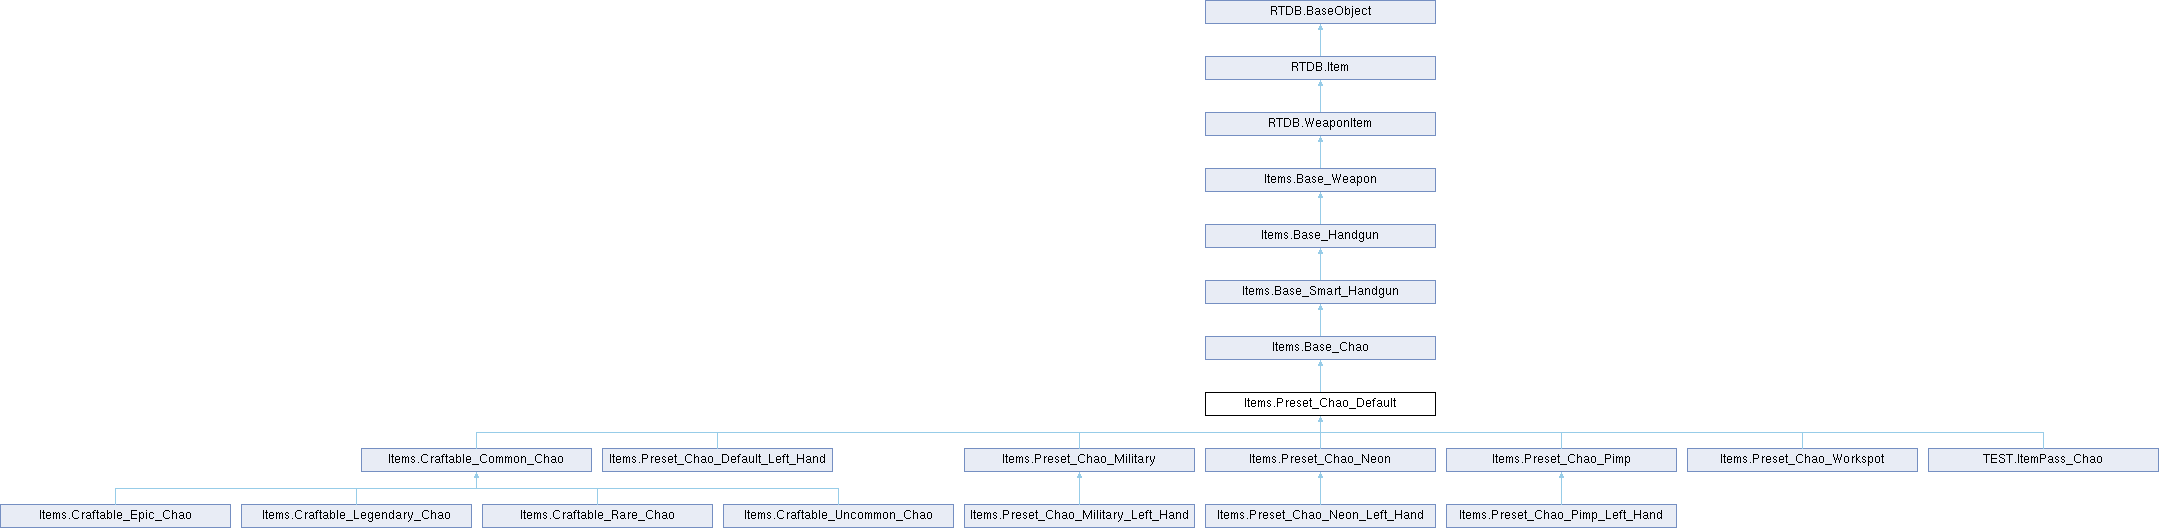 RTDB.BaseObject
RTDB.Item
RTDB.WeaponItem
Items.Base_Weapon
Items.Base_Handgun
Items.Base_Smart_Handgun
Items.Base_Chao
Items.Preset_Chao_Default
Items.Craftable_Common_Chao
Items.Preset_Chao_Default_Left_Hand
Items.Preset_Chao_Military
Items.Preset_Chao_Neon
Items.Preset_Chao_Pimp
Items.Preset_Chao_Workspot
TEST.ItemPass_Chao
Items.Craftable_Epic_Chao
Items.Craftable_Legendary_Chao
Items.Craftable_Rare_Chao
Items.Craftable_Uncommon_Chao
Items.Preset_Chao_Military_Left_Hand
Items.Preset_Chao_Neon_Left_Hand
Items.Preset_Chao_Pimp_Left_Hand